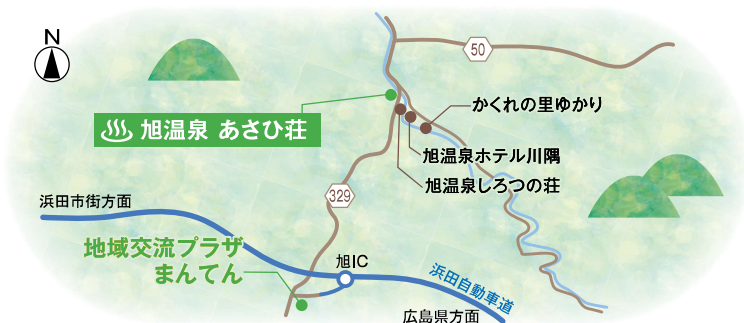 N
50
かくれの里ゆかり
旭温泉 あさひ荘
旭温泉ホテル川隅
旭温泉しろつの荘
329
浜田市街方面
地域交流プラザ
まんてん
旭IC
浜田自動車道
広島県方面